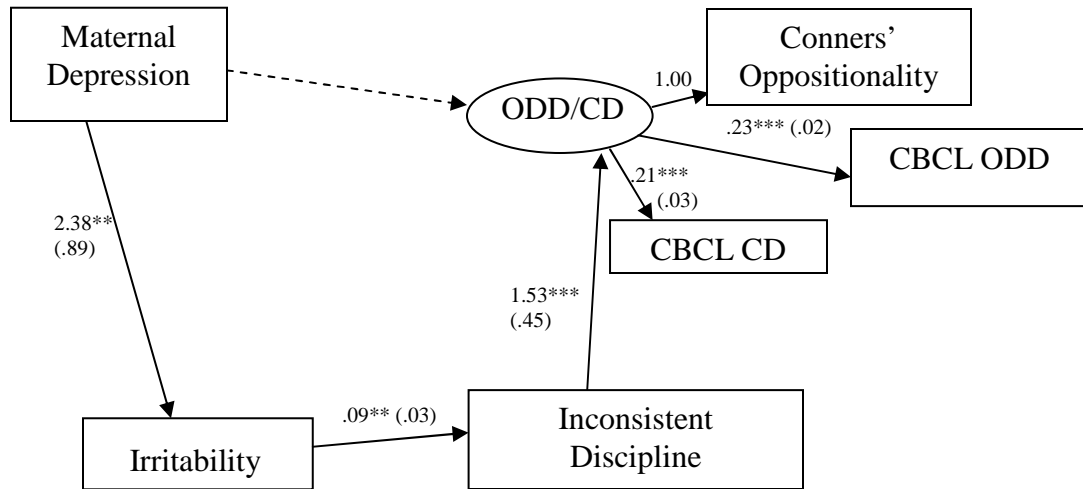 Maternal
Depression
Conners’
Oppositionality
1.00
ODD/CD
.23*** (.02)
CBCL ODD
.21***
(.03)
CBCL CD
2.38**
(.89)
1.53***
(.45)
.09** (.03)
Irritability
Inconsistent
Discipline